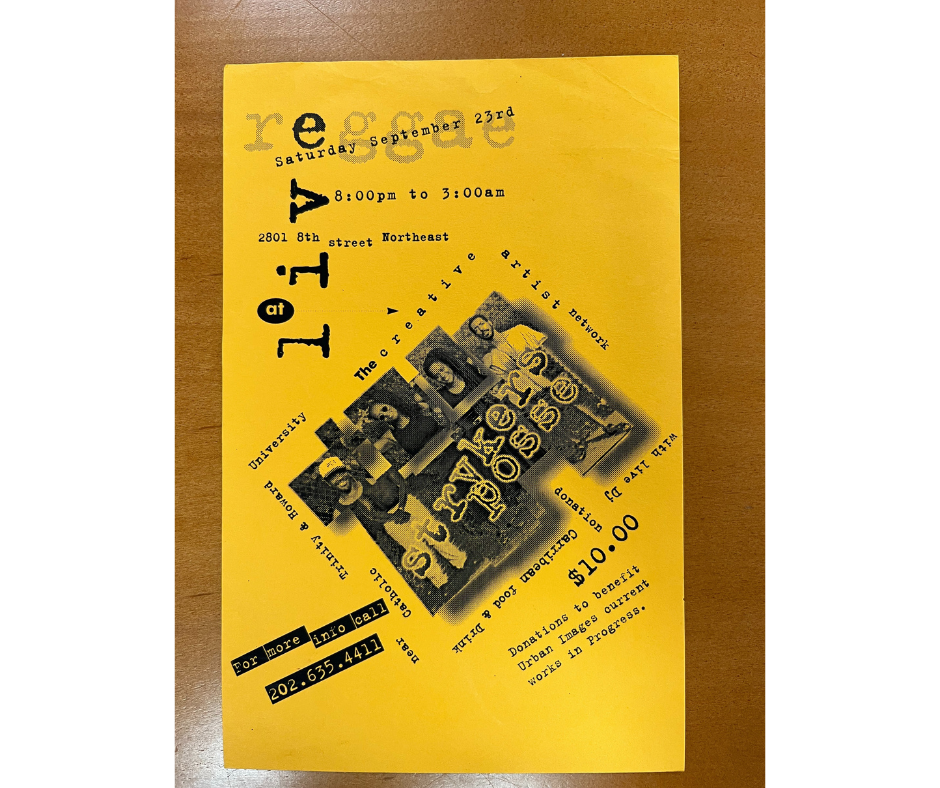 reggae
Saturday September 23rd
live
8:00pm to 3:00am
2801 8th street Northeast
at
The creative artist network
strykers
posse
with live Dj
near Catholic Trinity & Howard University
Carribean food & Drink
donation
$10.00
Donations to benefit
Urban Images current
works in Progress.
For more info call
202.635.4411